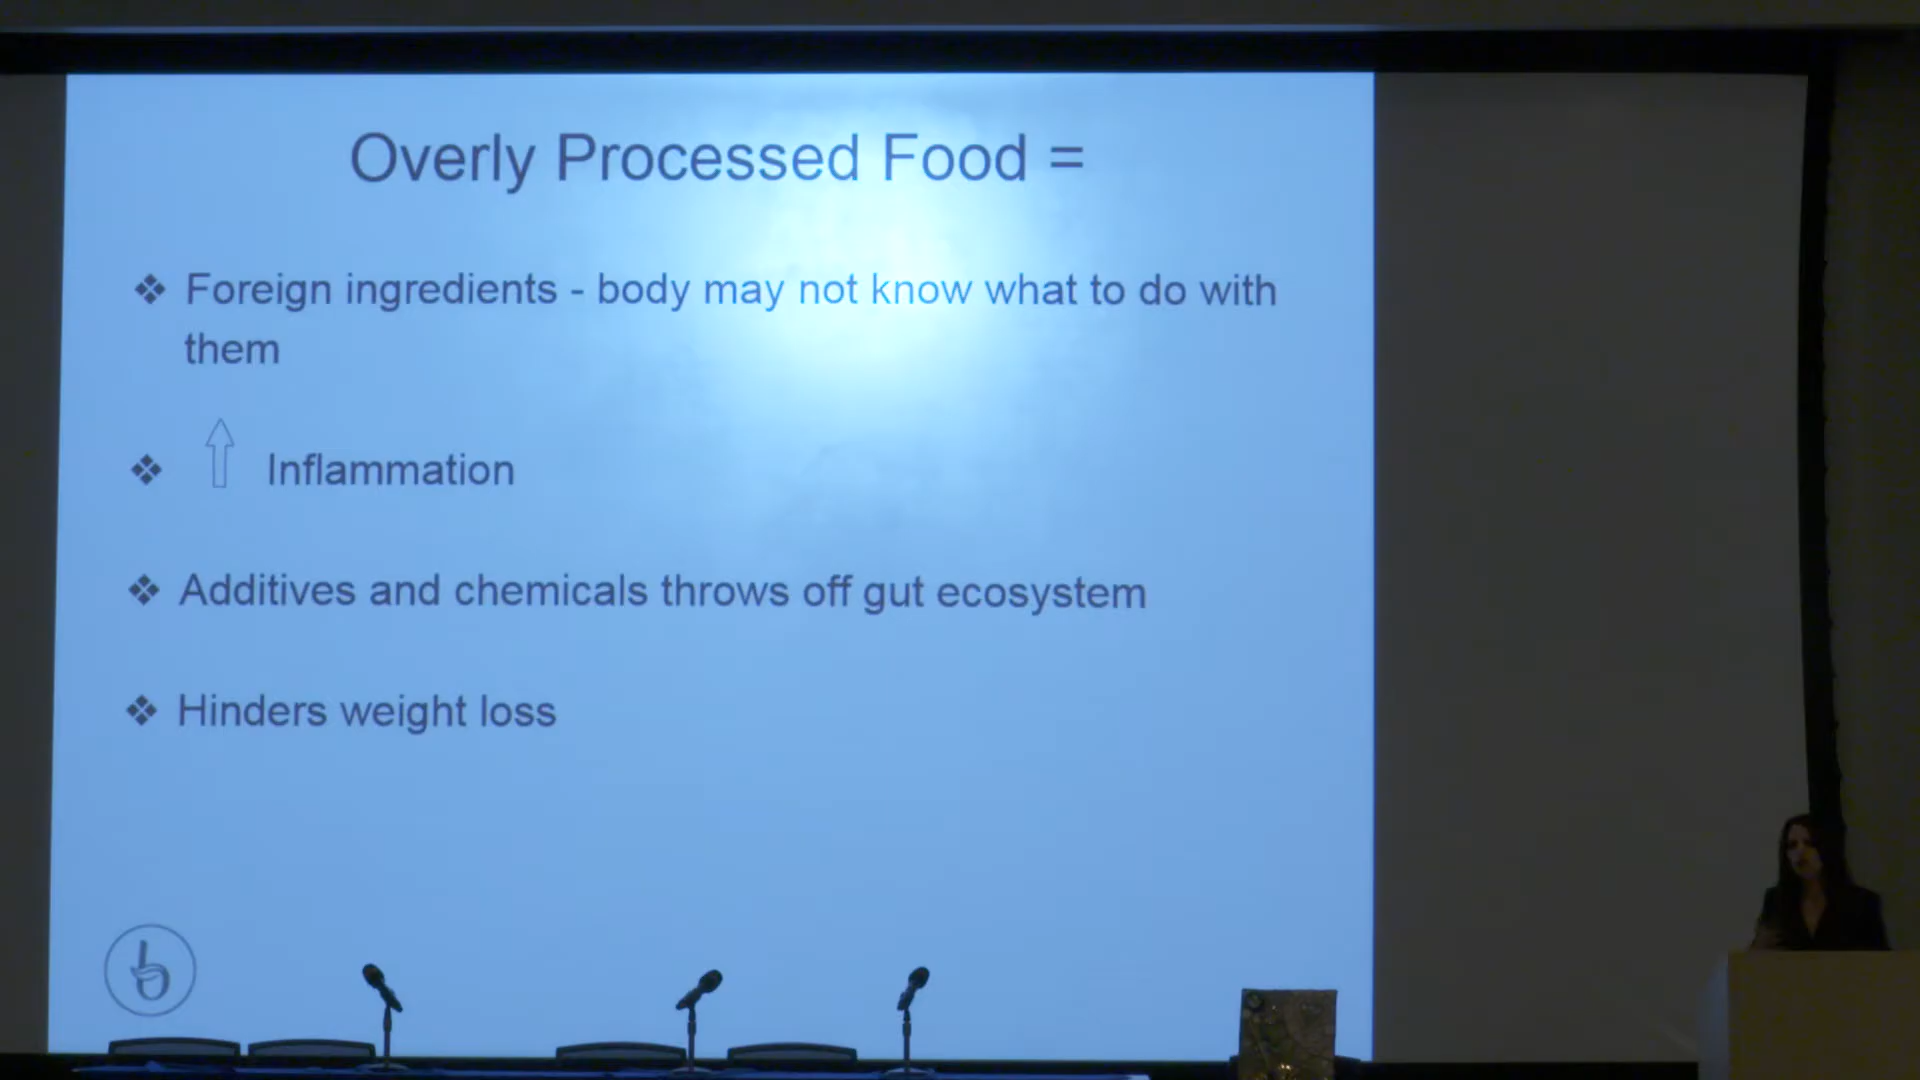 Overly Processed Food =
❖ Foreign ingredients - body may not know what to do with
them
❖ ⇧ Inflammation
❖ Additives and chemicals throws off gut ecosystem
❖ Hinders weight loss
b